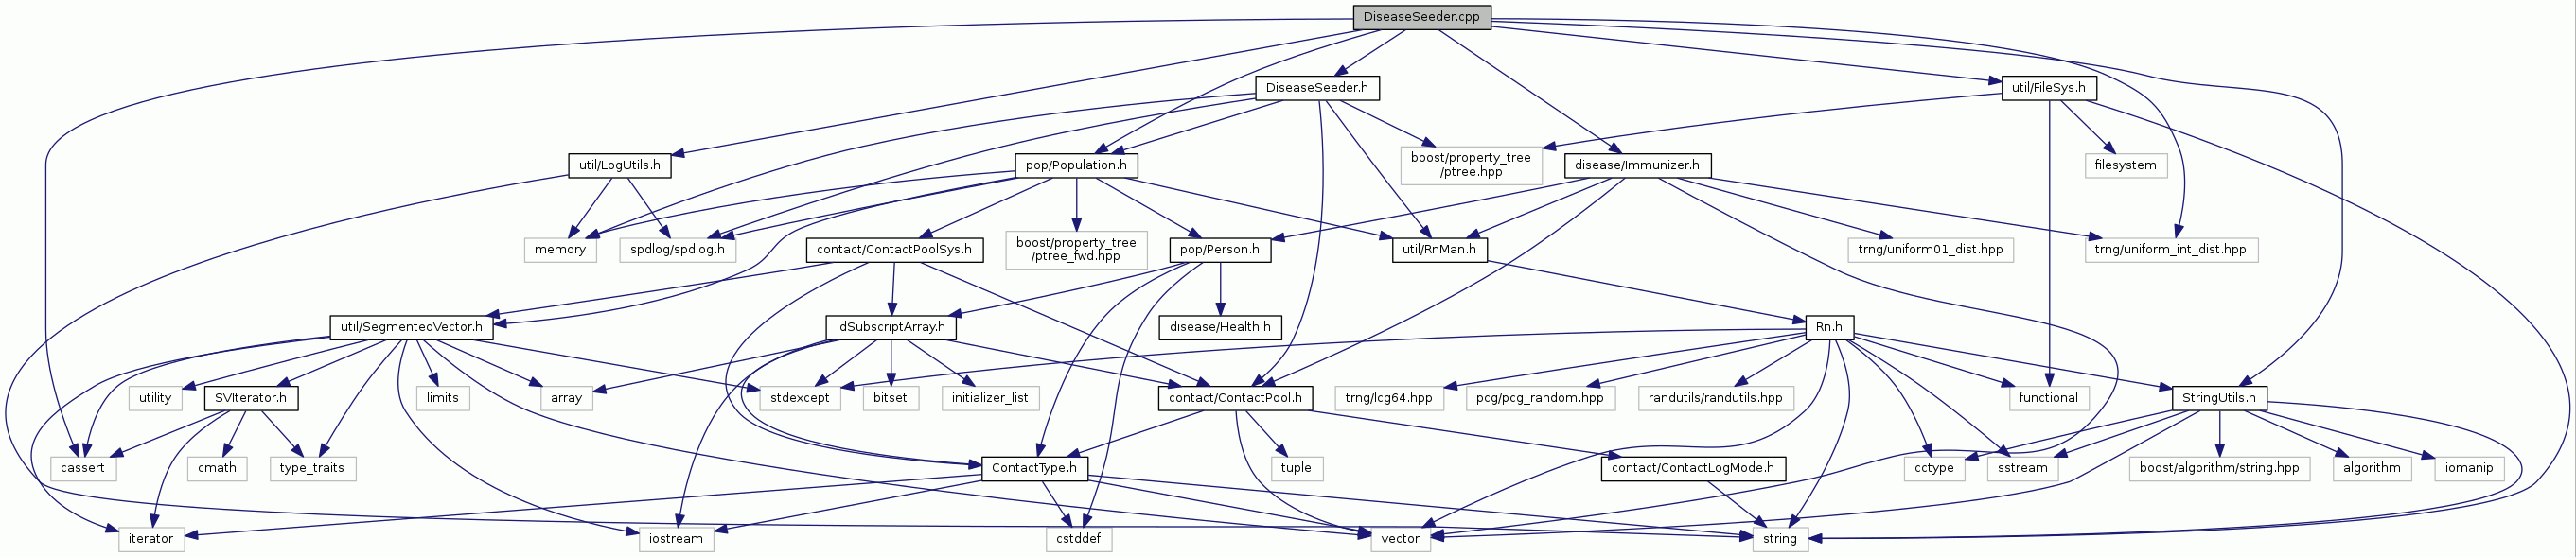 DiseaseSeeder.cpp
DiseaseSeeder.h
util/FileSys.h
util/LogUtils.h
pop/Population.h
boost/property_tree
/ptree.hpp
disease/Immunizer.h
filesystem
memory
spdlog/spdlog.h
contact/ContactPoolSys.h
boost/property_tree
/ptree_fwd.hpp
pop/Person.h
util/RnMan.h
trng/uniform01_dist.hpp
trng/uniform_int_dist.hpp
util/SegmentedVector.h
IdSubscriptArray.h
disease/Health.h
Rn.h
utility
SVIterator.h
limits
array
stdexcept
bitset
initializer_list
contact/ContactPool.h
trng/lcg64.hpp
pcg/pcg_random.hpp
randutils/randutils.hpp
functional
StringUtils.h
cassert
cmath
type_traits
ContactType.h
tuple
contact/ContactLogMode.h
cctype
sstream
boost/algorithm/string.hpp
algorithm
iomanip
iterator
iostream
cstddef
vector
string